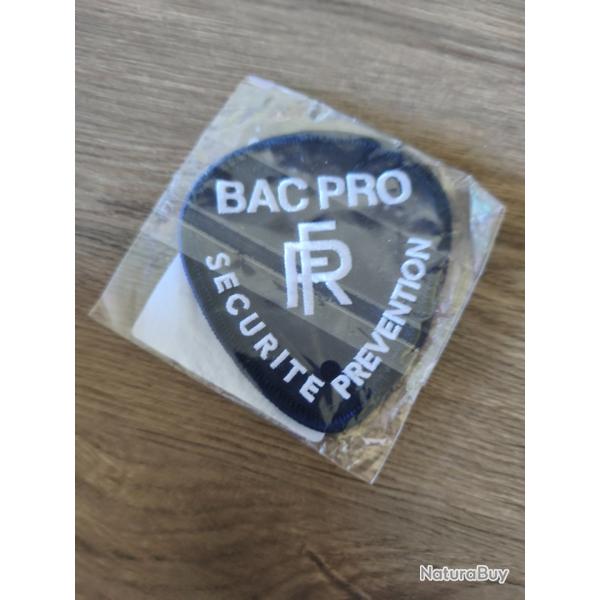 BAC PRO
RF
SECURITE
PREVENTION
NaturaBuy